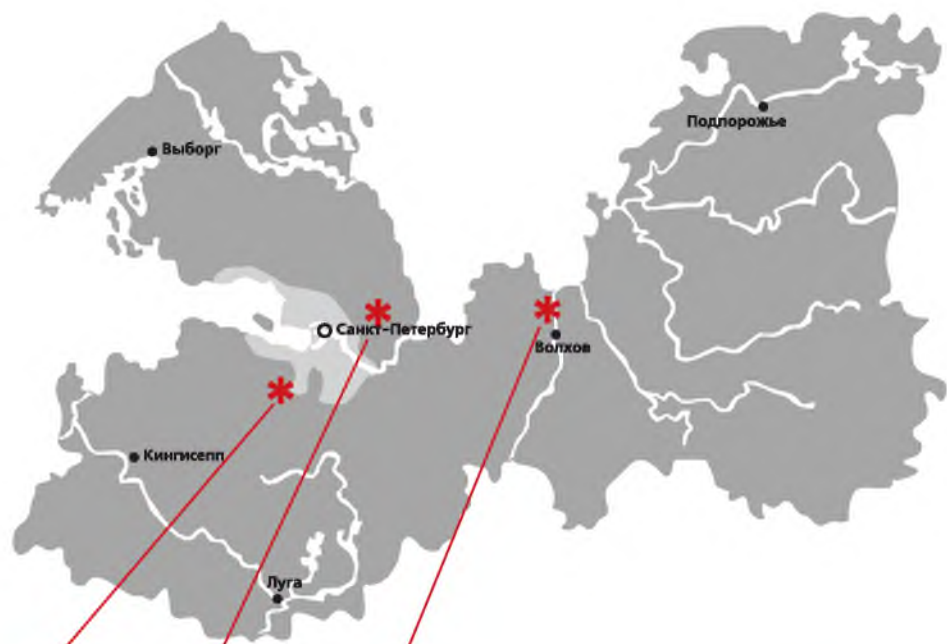 Подпорожье
Выборг
Санкт-Петербург
Волхов
Кингисепп
Луга